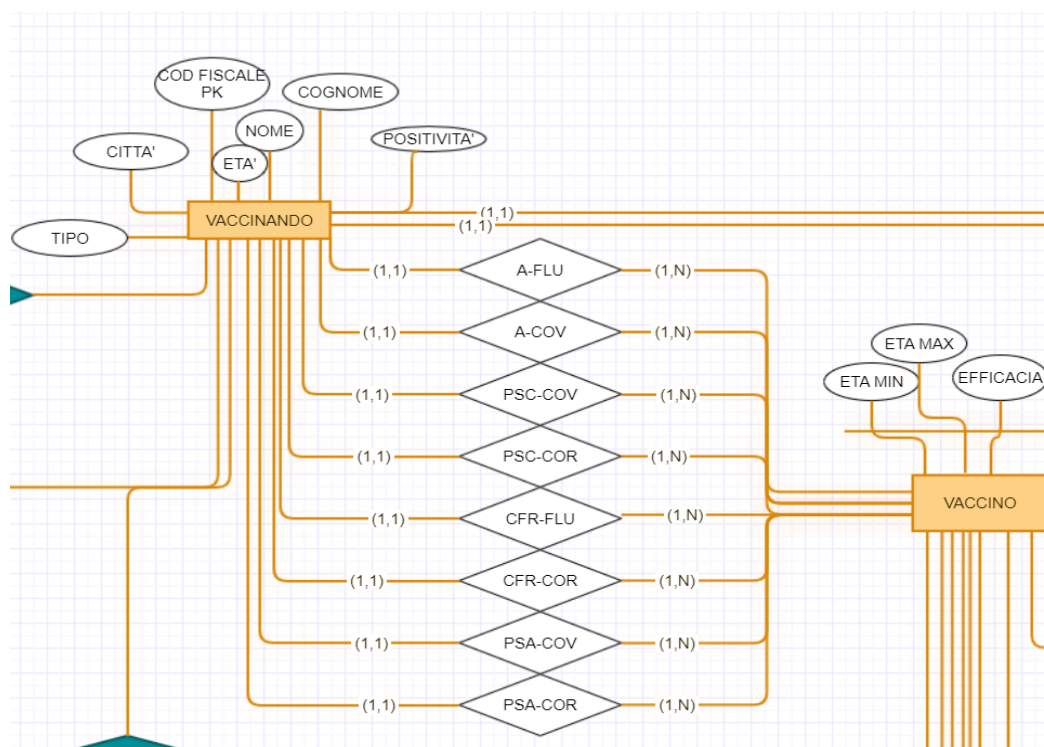 COD FISCALE
PK
COGNOME
NOME
POSITIVITA'
CITTA'
ETA'
VACCINANDO
(1,1)
(1,1)
TIPO
(1,1)
A-FLU
(1,N)
(1,1)
A-COV
(1,N)
ETA MAX
ETA MIN
EFFICACIA
(1,1)
PSC-COV
(1,N)
(1,1)
PSC-COR
(1,N)
VACCINO
(1,1)
CFR-FLU
(1,N)
(1,1)
CFR-COR
(1,N)
(1,1)
PSA-COV
(1,N)
(1,1)
PSA-COR
(1,N)